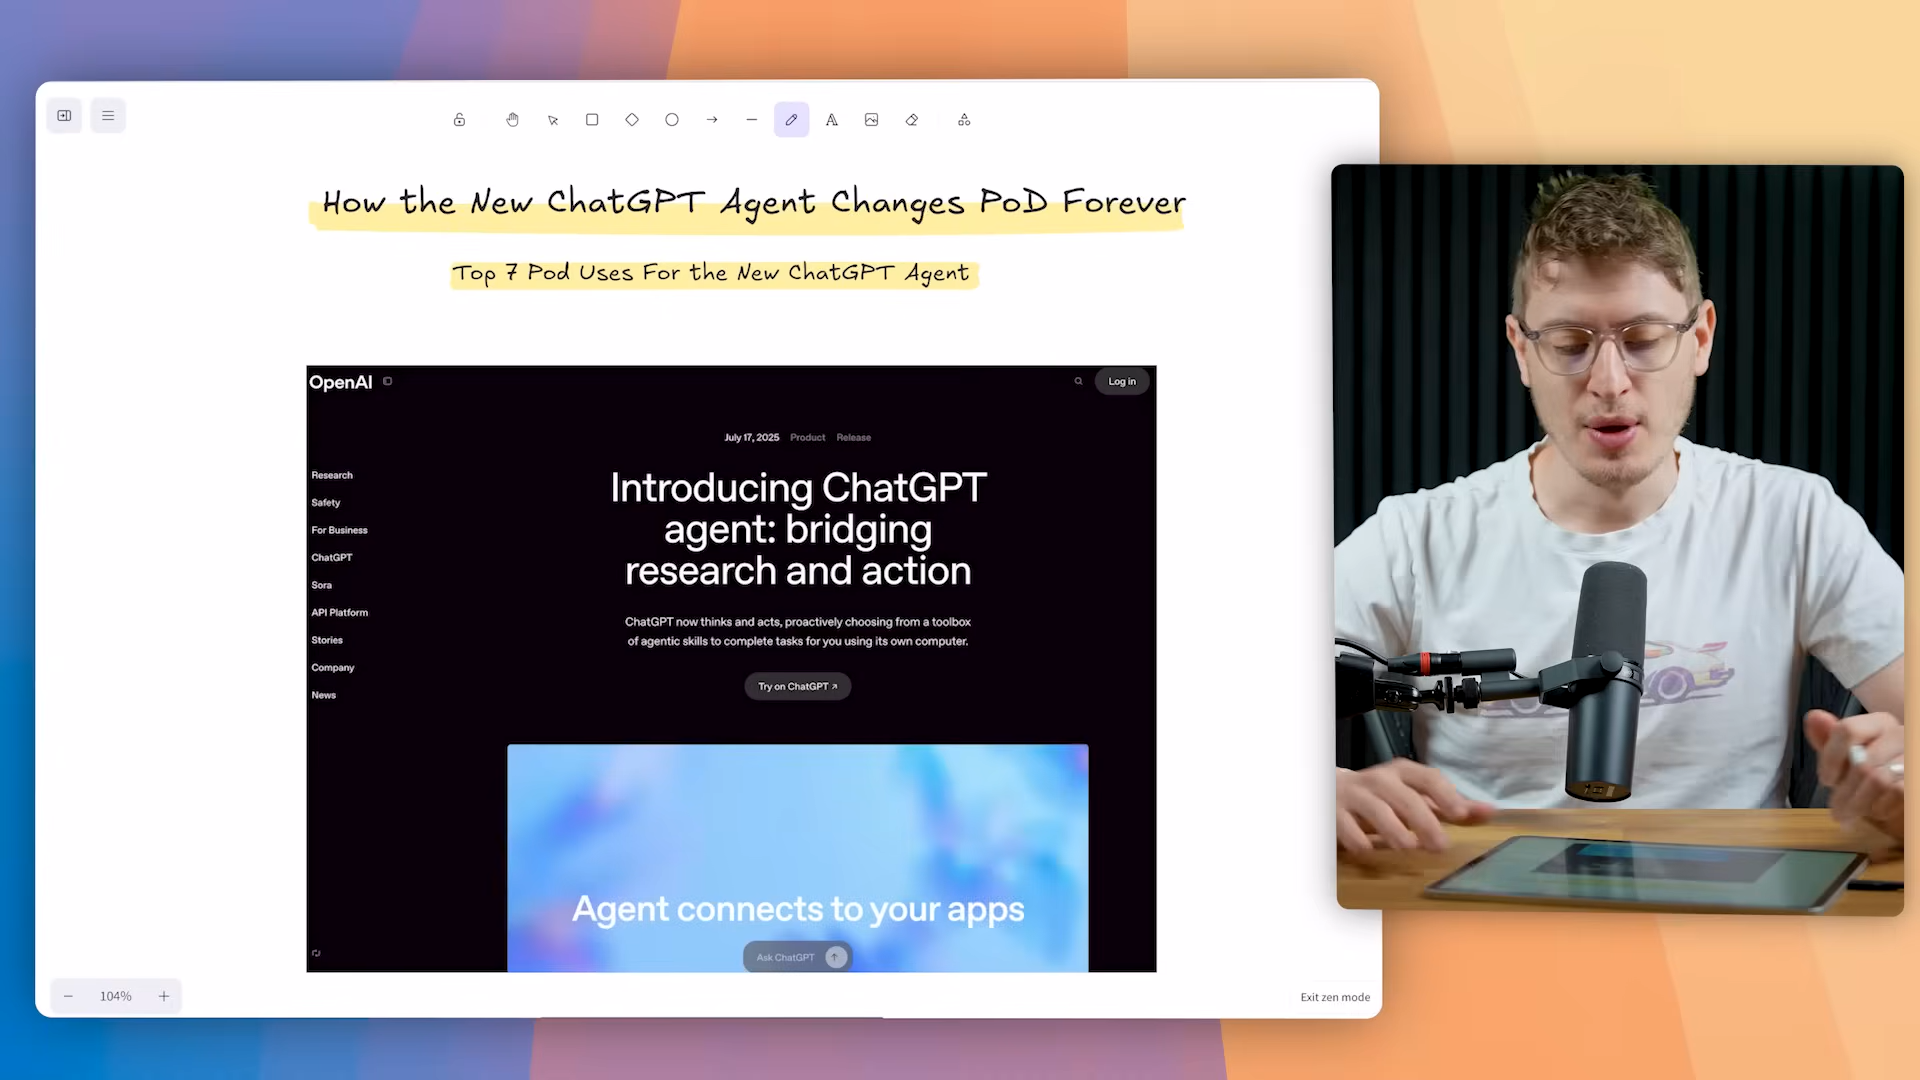 How the New ChatGPT Agent Changes PoD Forever
Top 7 Pod Uses For the New ChatGPT Agent
OpenAI
Log in
July 17, 2025 Product Release
Research
Safety
For Business
ChatGPT
Sora
API Platform
Stories
Company
News
Introducing ChatGPT
agent: bridging
research and action
ChatGPT now thinks and acts, proactively choosing from a toolbox
of agentic skills to complete tasks for you using its own computer.
Try on ChatGPT
Agent connects to your apps
Ask ChatGPT
104%
Exit zen mode